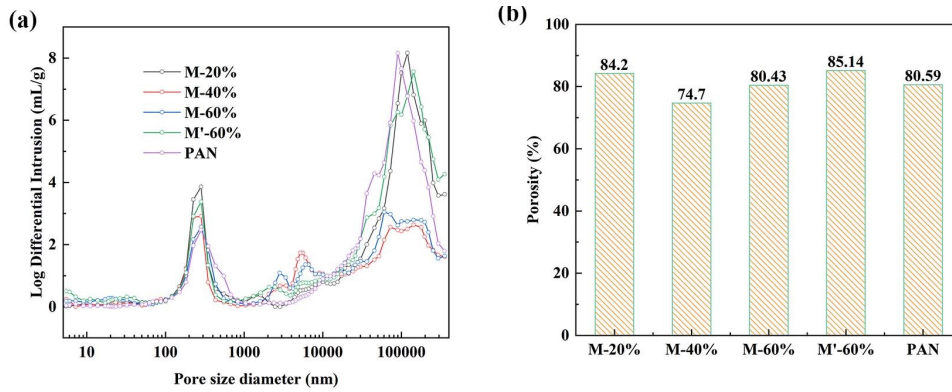 (a)
Log Differential Intrusion (mL/g)
8
6
4
2
0
M-20%
M-40%
M-60%
M'-60%
PAN
10 100 1000 10000 100000
Pore size diameter (nm)
(b)
Porosity (%)
100
80
60
40
20
0
84.2 74.7 80.43 85.14 80.59
M-20% M-40% M-60% M'-60% PAN